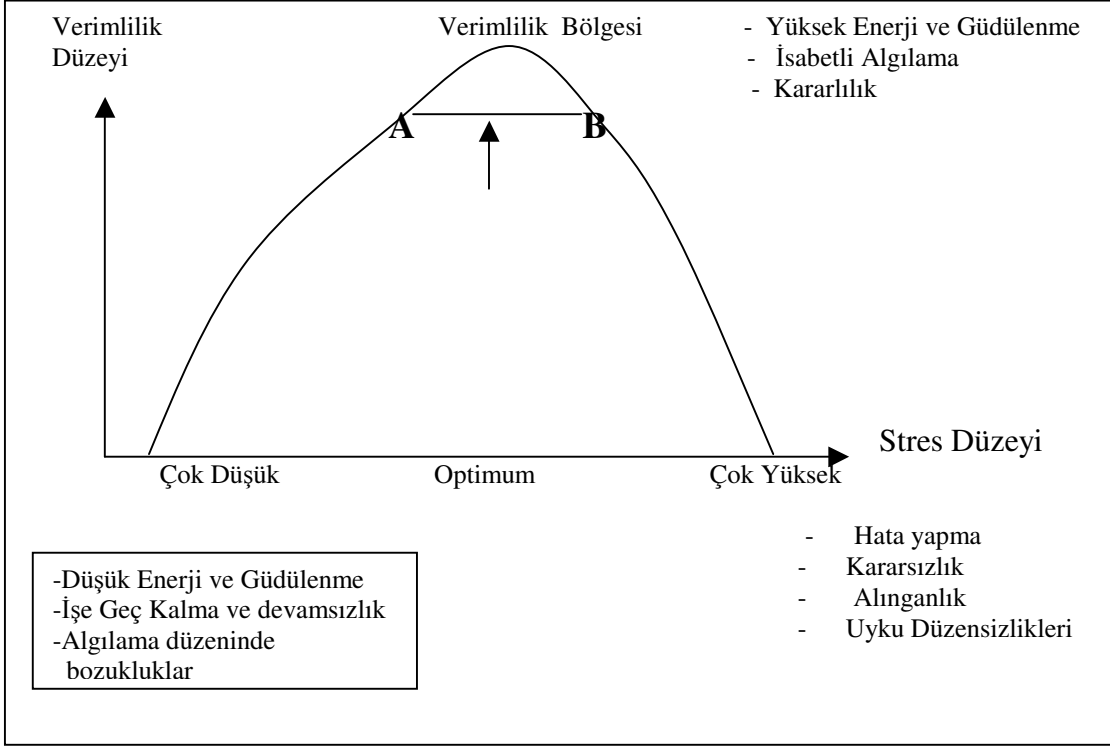 Verimlilik
Düzeyi
Verimlilik Bölgesi
- Yüksek Enerji ve Güdülenme
- İsabetli Algılama
- Kararlılık
A
B
Stres Düzeyi
Çok Düşük
Optimum
Çok Yüksek
-Düşük Enerji ve Güdülenme
-İşe Geç Kalma ve devamsızlık
-Algılama düzeninde
bozukluklar
- Hata yapma
- Kararsızlık
- Alınganlık
- Uyku Düzensizlikleri